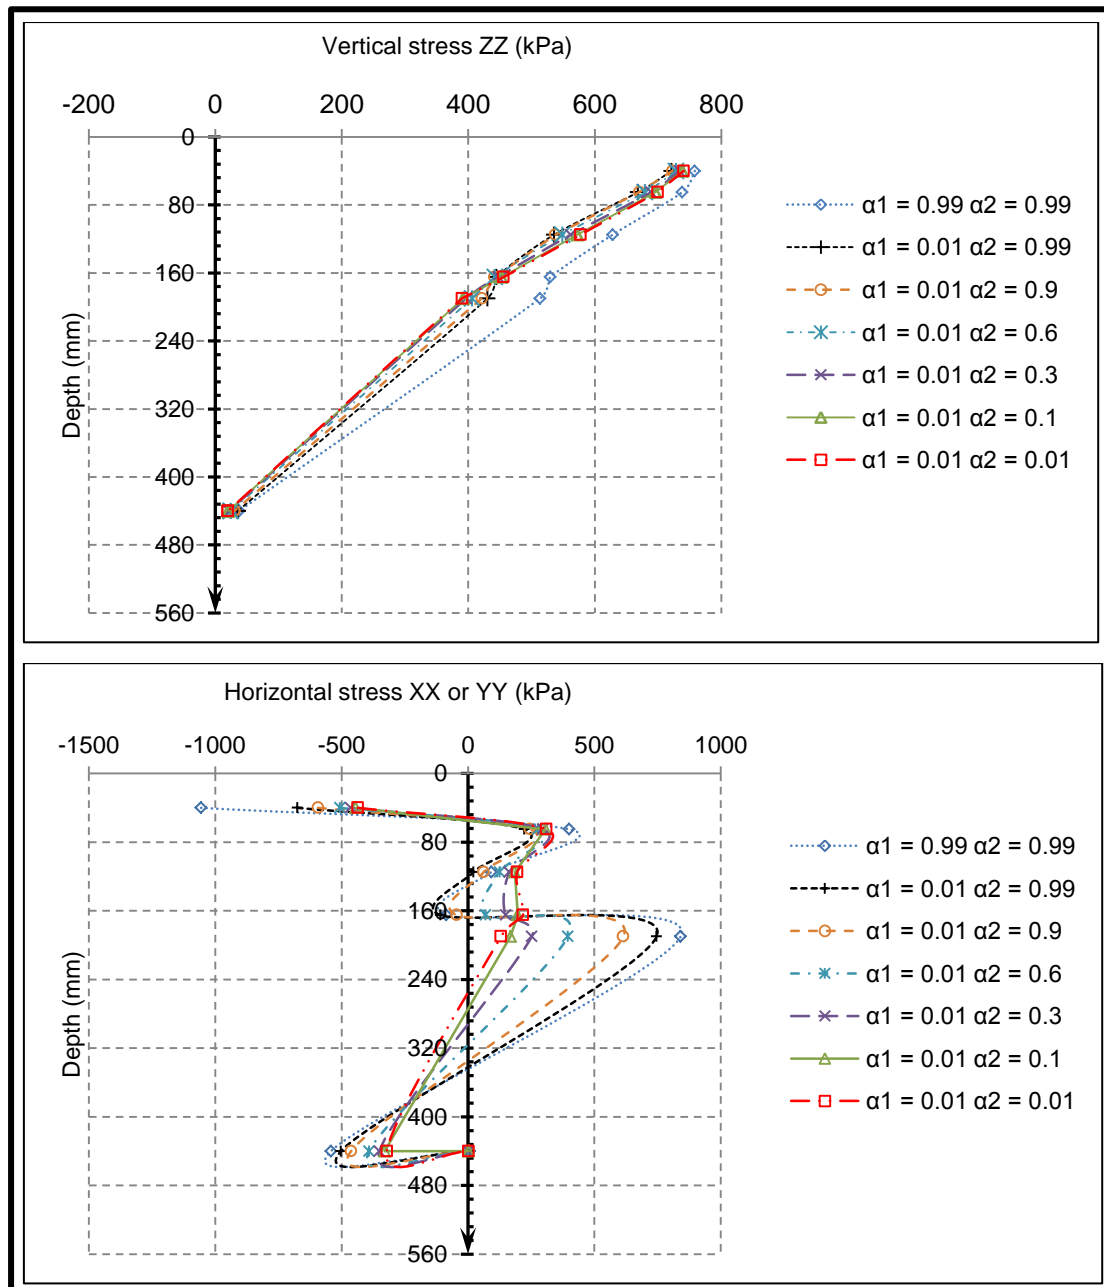 Vertical stress ZZ (kPa)
-200 0 200 400 600 800
0
80
160
240
320
400
480
560
Depth (mm)
α1 = 0.99 α2 = 0.99
α1 = 0.01 α2 = 0.99
α1 = 0.01 α2 = 0.9
α1 = 0.01 α2 = 0.6
α1 = 0.01 α2 = 0.3
α1 = 0.01 α2 = 0.1
α1 = 0.01 α2 = 0.01
Horizontal stress XX or YY (kPa)
-1500 -1000 -500 0 500 1000
0
80
160
240
320
400
480
560
Depth (mm)
α1 = 0.99 α2 = 0.99
α1 = 0.01 α2 = 0.99
α1 = 0.01 α2 = 0.9
α1 = 0.01 α2 = 0.6
α1 = 0.01 α2 = 0.3
α1 = 0.01 α2 = 0.1
α1 = 0.01 α2 = 0.01